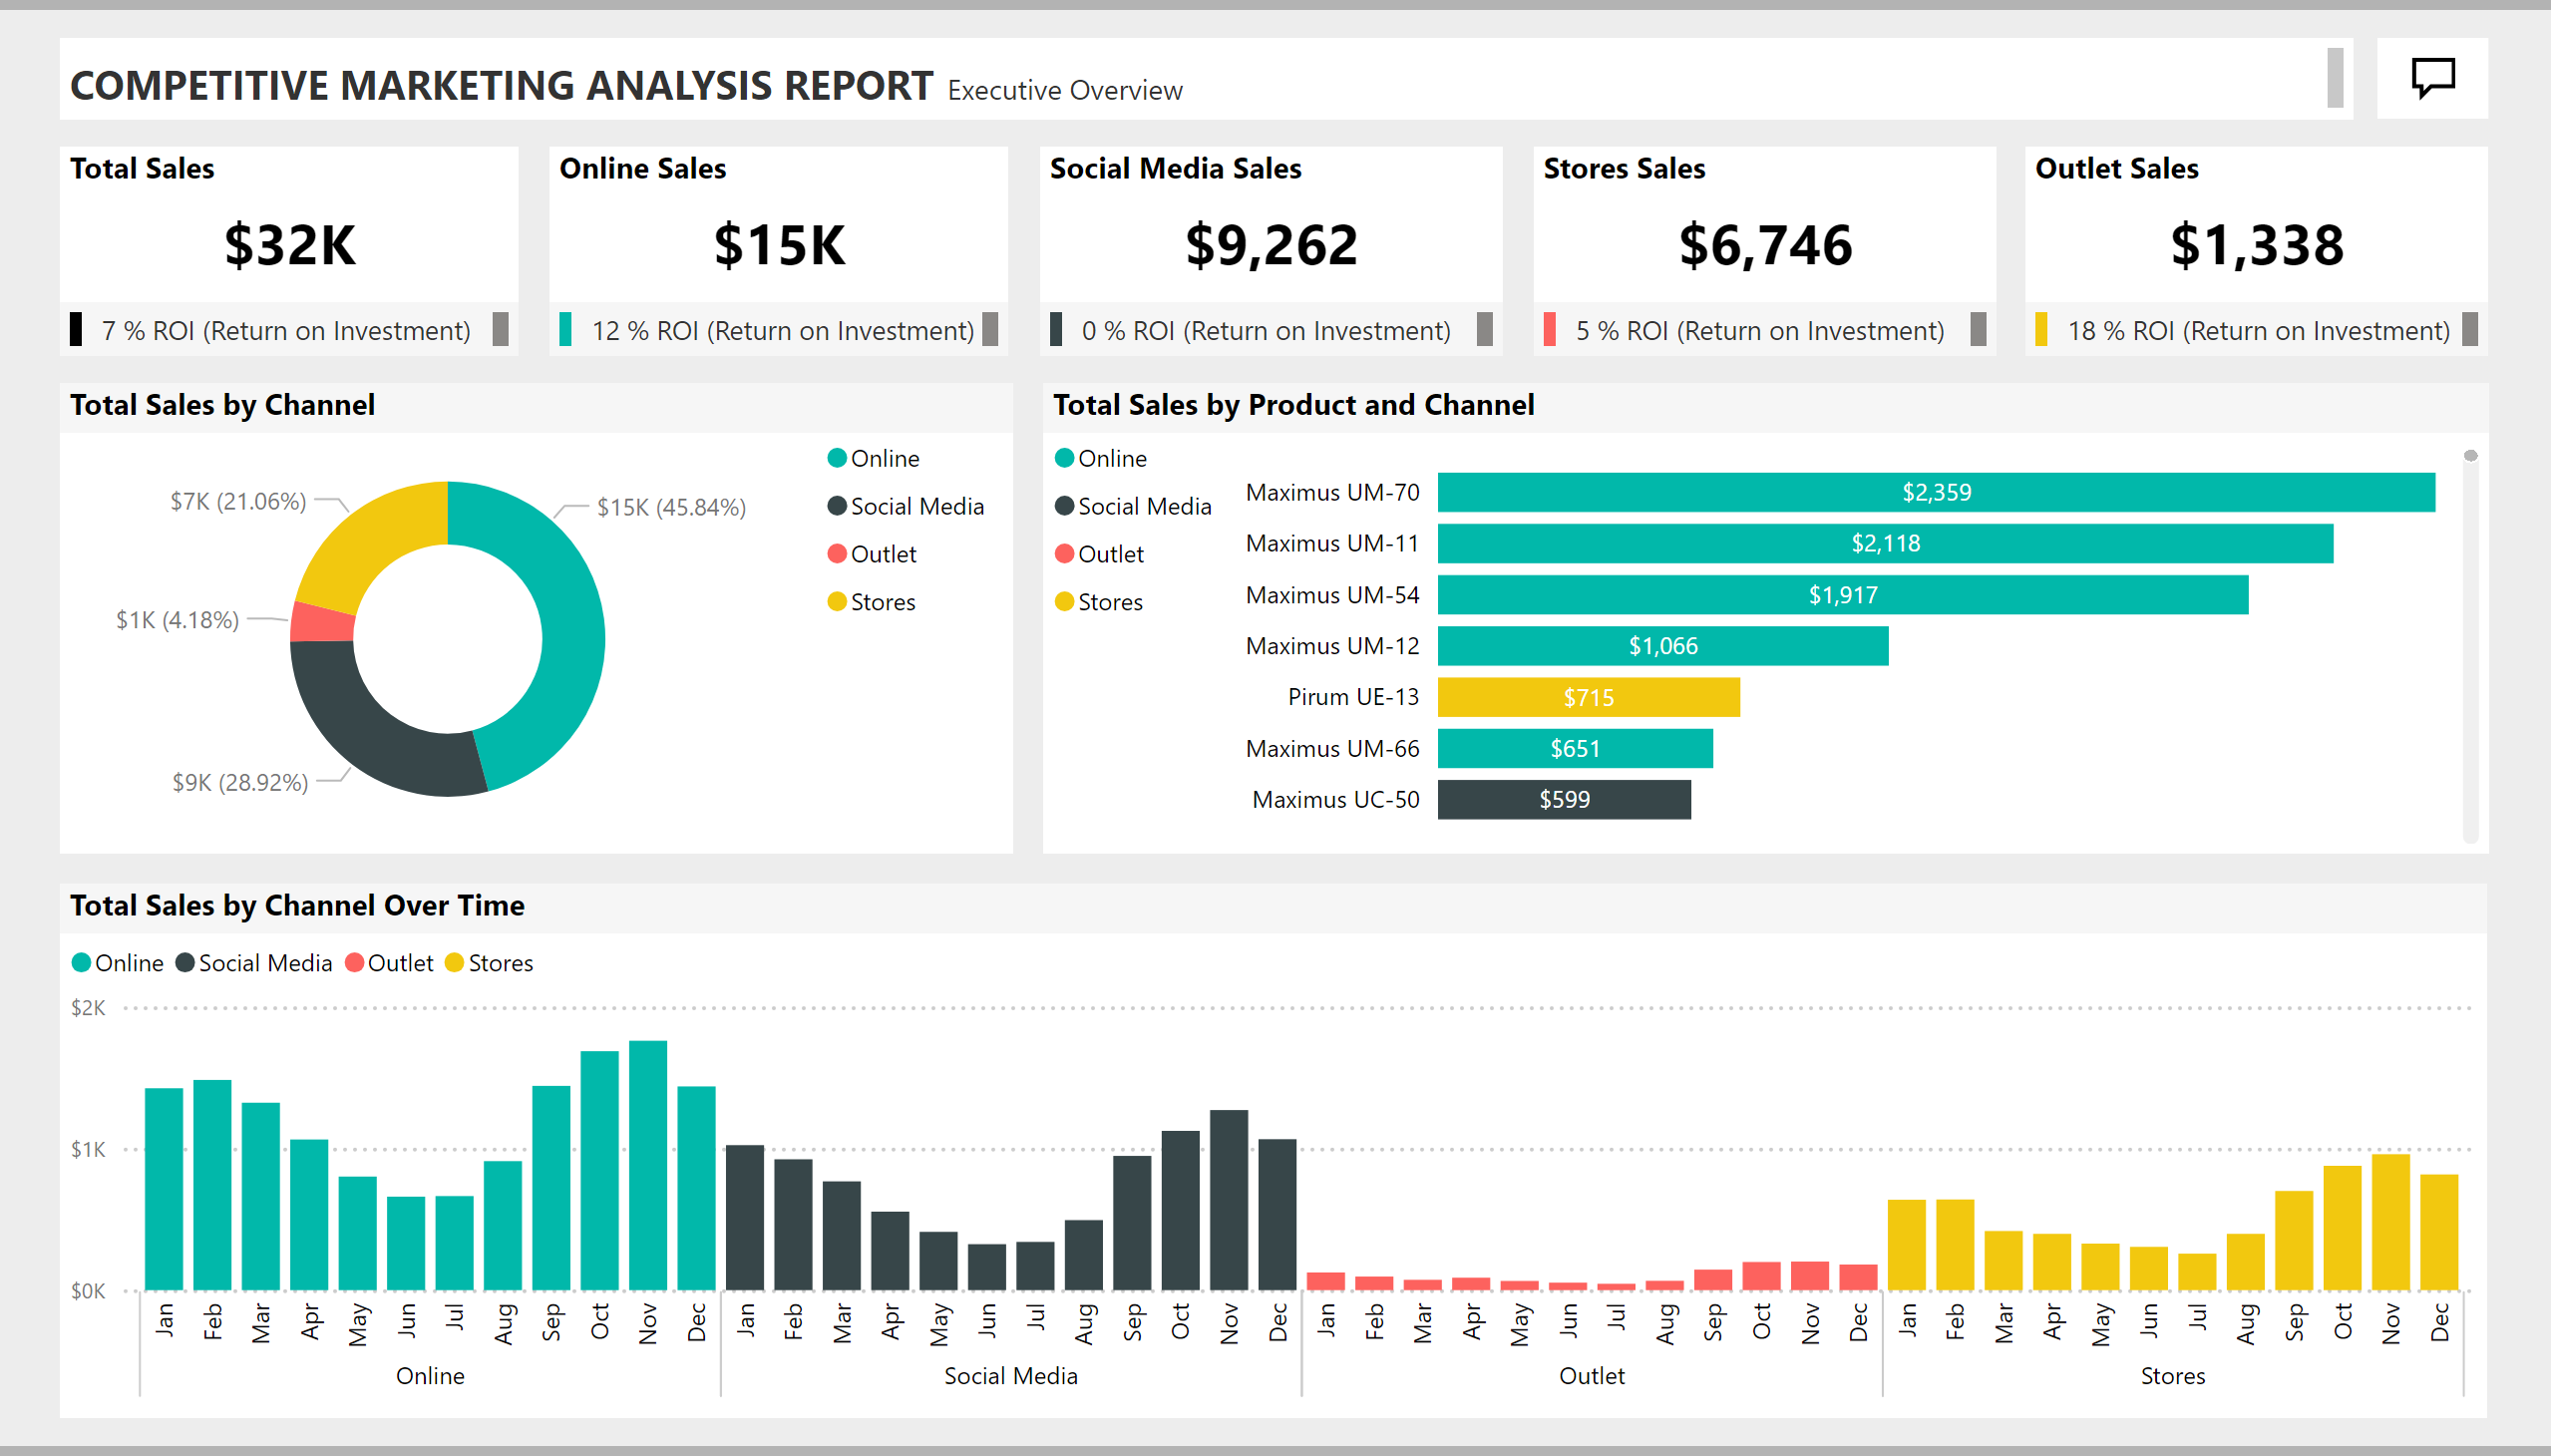 COMPETITIVE MARKETING ANALYSIS REPORT Executive Overview
Total Sales
$32K
7 % ROI (Return on Investment)
Online Sales
$15K
12 % ROI (Return on Investment)
Social Media Sales
$9,262
0 % ROI (Return on Investment)
Stores Sales
$6,746
5 % ROI (Return on Investment)
Outlet Sales
$1,338
18 % ROI (Return on Investment)
Total Sales by Channel
$7K (21.06%)
$15K (45.84%)
$1K (4.18%)
$9K (28.92%)
Online
Social Media
Outlet
Stores
Total Sales by Product and Channel
Online
Social Media
Outlet
Stores
Maximus UM-70 $2,359
Maximus UM-11 $2,118
Maximus UM-54 $1,917
Maximus UM-12 $1,066
Pirum UE-13 $715
Maximus UM-66 $651
Maximus UC-50 $599
Total Sales by Channel Over Time
Online Social Media Outlet Stores
$2K
$1K
$0K
Jan Feb Mar Apr May Jun Jul Aug Sep Oct Nov Dec Jan Feb Mar Apr May Jun Jul Aug Sep Oct Nov Dec Jan Feb Mar Apr May Jun Jul Aug Sep Oct Nov Dec Jan Feb Mar Apr May Jun Jul Aug Sep Oct Nov Dec
Online Social Media Outlet Stores